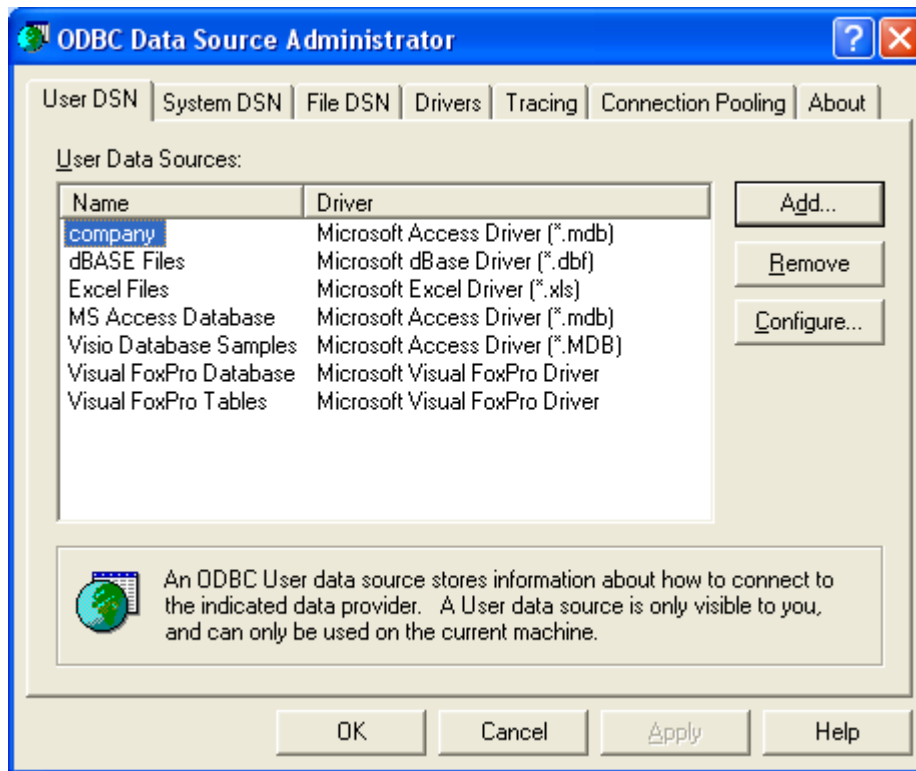 ODBC Data Source Administrator
User DSN System DSN File DSN Drivers Tracing Connection Pooling About
User Data Sources:
Name Driver
company Microsoft Access Driver (*.mdb)
dBASE Files Microsoft dBase Driver (*.dbf)
Excel Files Microsoft Excel Driver (*.xls)
MS Access Database Microsoft Access Driver (*.mdb)
Visio Database Samples Microsoft Access Driver (*.MDB)
Visual FoxPro Database Microsoft Visual FoxPro Driver
Visual FoxPro Tables Microsoft Visual FoxPro Driver
Add...
Remove
Configure...
An ODBC User data source stores information about how to connect to
the indicated data provider. A User data source is only visible to you,
and can only be used on the current machine.
OK Cancel Apply Help